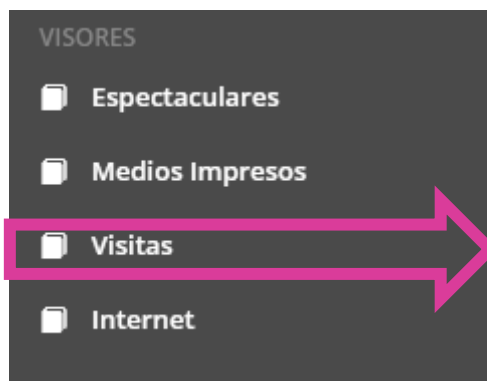 VISORES
Espectaculares
Medios Impresos
Visitas
Internet